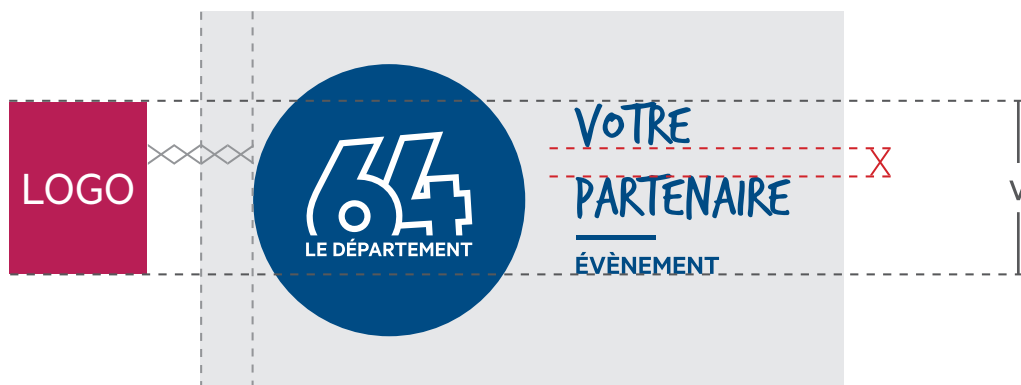 LOGO
64
LE DÉPARTEMENT
VOTRE
PARTENAIRE
ÉVÈNEMENT
X